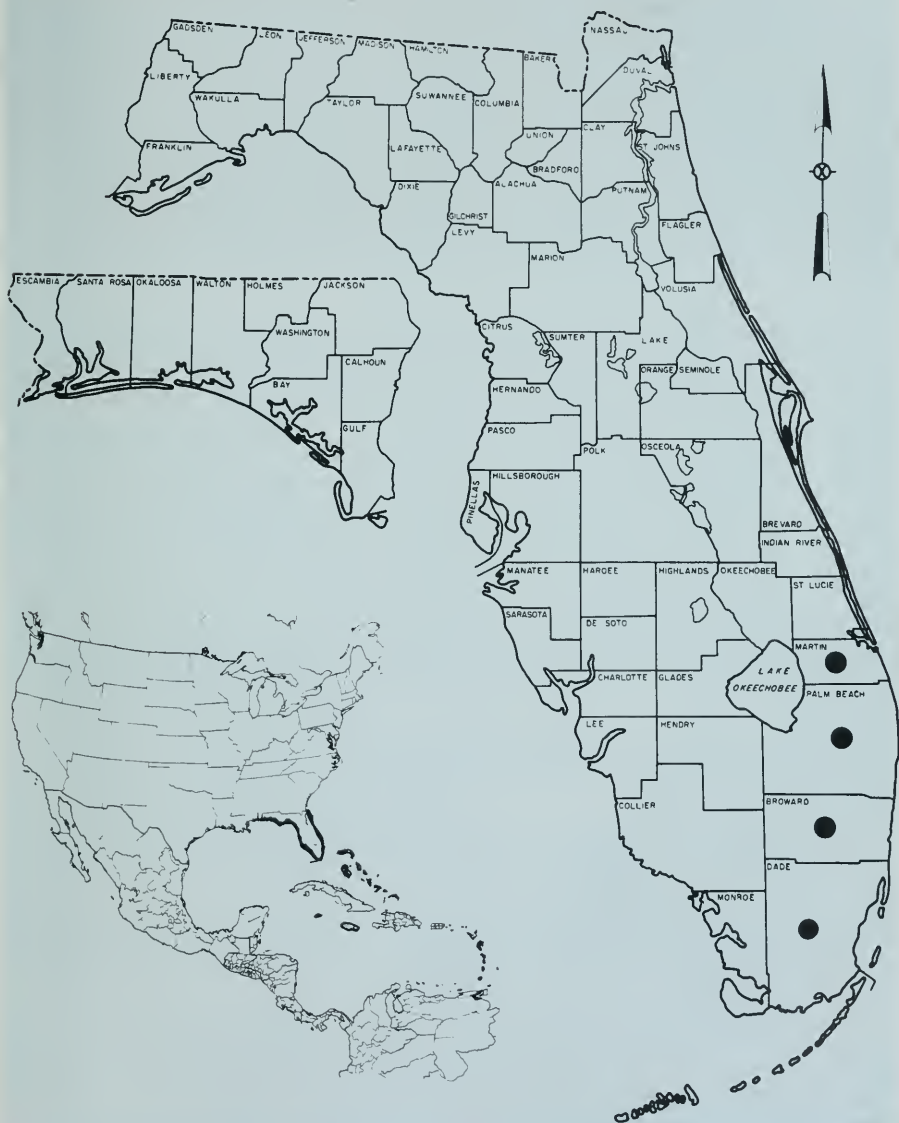 NASSAU
GADSDEN
LEON
JEFFERSON
MADISON
HAMILTON
BAKER
DUVAL
LIBERTY
WAKULLA
TAYLOR
SUWANNEE
COLUMBIA
UNION
CLAY
FRANKLIN
LAFAYETTE
BRADFORD
ST JOHNS
DIXIE
ALACHUA
PUTNAM
GILCHRIST
FLAGLER
LEVY
MARION
VOLUSIA
ESCAMBIA
SANTA ROSA
OKALOOSA
WALTON
HOLMES
JACKSON
WASHINGTON
CALHOUN
BAY
GULF
CITRUS
SUMTER
LAKE
ORANGE
SEMINOLE
HERNANDO
PASCO
POLK
OSCEOLA
HILLSBOROUGH
PINELLAS
BREVARD
INDIAN RIVER
MANATEE
HARDEE
HIGHLANDS
OKEECHOBEE
ST LUCIE
SARASOTA
DE SOTO
MARTIN
CHARLOTTE
GLADES
LAKE
OKEECHOBEE
PALM BEACH
LEE
HENDRY
COLLIER
BROWARD
DADE
MONROE